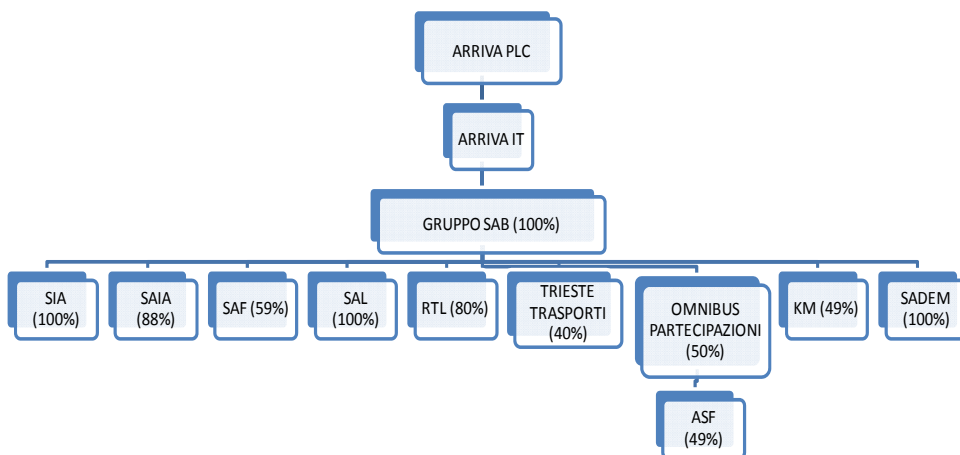 ARRIVA PLC
ARRIVA IT
GRUPPO SAB (100%)
SIA
(100%)
SAIA
(88%)
SAF (59%)
SAL
(100%)
RTL (80%)
TRIESTE
TRASPORTI
(40%)
OMNIBUS
PARTECIPAZIONI
(50%)
KM (49%)
SADEM
(100%)
ASF
(49%)